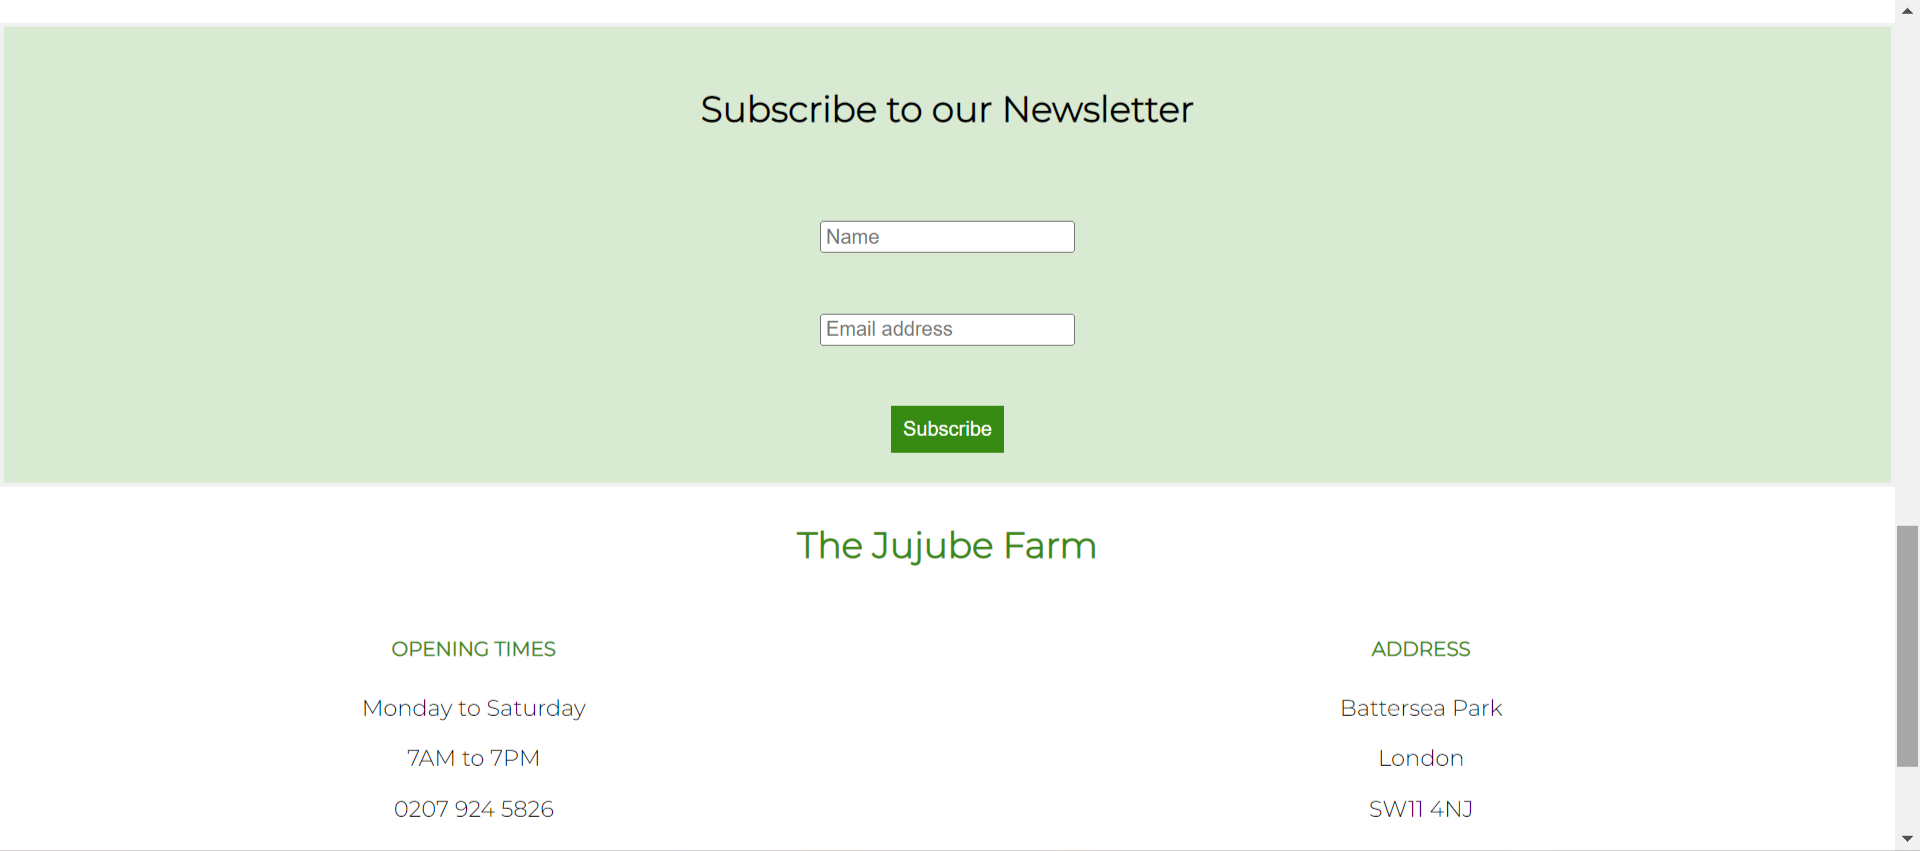 Subscribe to our Newsletter
Name
Email address
Subscribe
The Jujube Farm
OPENING TIMES
Monday to Saturday
7AM to 7PM
0207 924 5826
ADDRESS
Battersea Park
London
SW11 4NJ